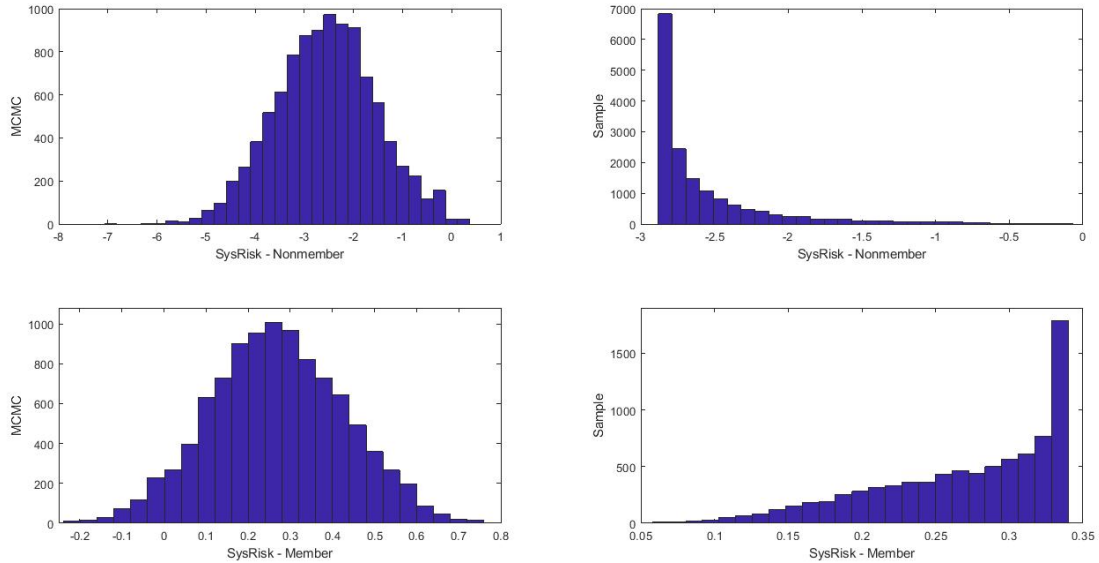 1000
800
600
400
200
0
MCMC
-8 -7 -6 -5 -4 -3 -2 -1 0 1
SysRisk - Nonmember
7000
6000
5000
4000
3000
2000
1000
0
Sample
-3 -2.5 -2 -1.5 -1 -0.5 0
SysRisk - Nonmember
1000
800
600
400
200
0
MCMC
-0.2 -0.1 0 0.1 0.2 0.3 0.4 0.5 0.6 0.7 0.8
SysRisk - Member
1500
1000
500
0
Sample
0.05 0.1 0.15 0.2 0.25 0.3 0.35
SysRisk - Member